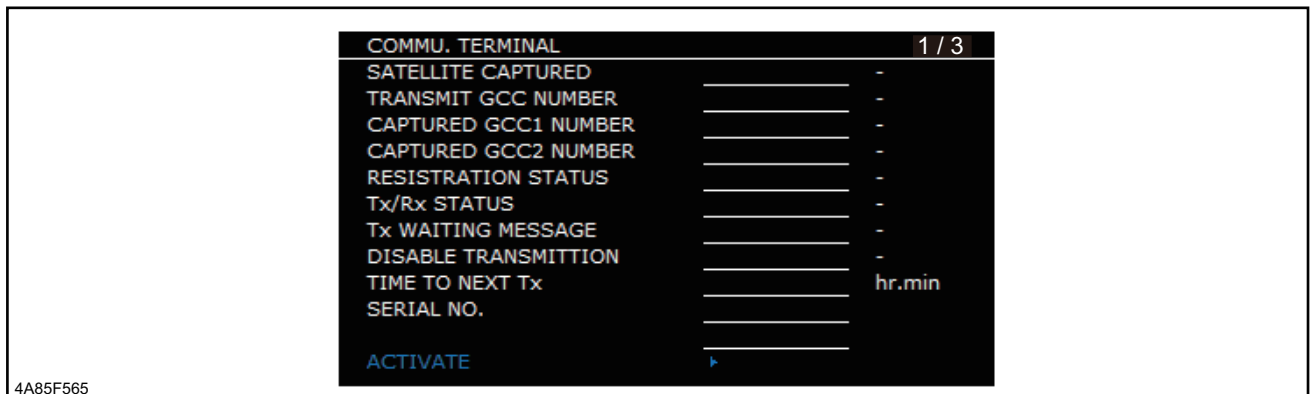 COMMU. TERMINAL 1 / 3
SATELLITE CAPTURED -
TRANSMIT GCC NUMBER -
CAPTURED GCC1 NUMBER -
CAPTURED GCC2 NUMBER -
RESISTRATION STATUS -
Tx/Rx STATUS -
Tx WAITING MESSAGE -
DISABLE TRANSMITTION -
TIME TO NEXT Tx hr.min
SERIAL NO.
ACTIVATE
4A85F565